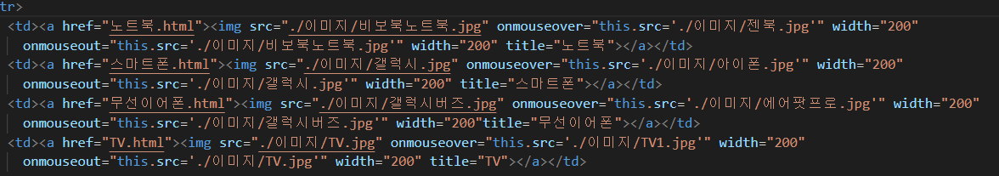 tr>
<td><a href="노트북.html"><img src="./이미지/비보북노트북.jpg" onmouseover="this.src='./이미지/젠북.jpg'" width="200"
onmouseout="this.src='./이미지/비보북노트북.jpg'" width="200" title="노트북"></a></td>
<td><a href="스마트폰.html"><img src="./이미지/갤럭시.jpg" onmouseover="this.src='./이미지/아이폰.jpg'" width="200"
onmouseout="this.src='./이미지/갤럭시.jpg'" width="200" title="스마트폰"></a></td>
<td><a href="무선이어폰.html"><img src="./이미지/갤럭시버즈.jpg" onmouseover="this.src='./이미지/에어팟프로.jpg'" width="200"
onmouseout="this.src='./이미지/갤럭시버즈.jpg'" width="200"title="무선이어폰"></a></td>
<td><a href="TV.html"><img src="./이미지/TV.jpg" onmouseover="this.src='./이미지/TV1.jpg'" width="200"
onmouseout="this.src='./이미지/TV.jpg'" width="200" title="TV"></a></td>